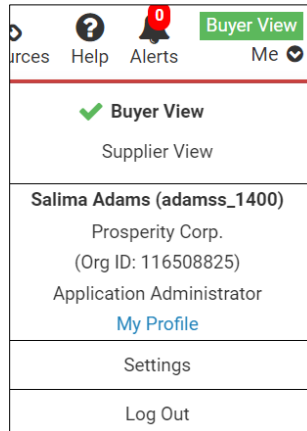 0
Buyer View
urces Help Alerts Me
Buyer View
Supplier View
Salima Adams (adamss_1400)
Prosperity Corp.
(Org ID: 116508825)
Application Administrator
My Profile
Settings
Log Out